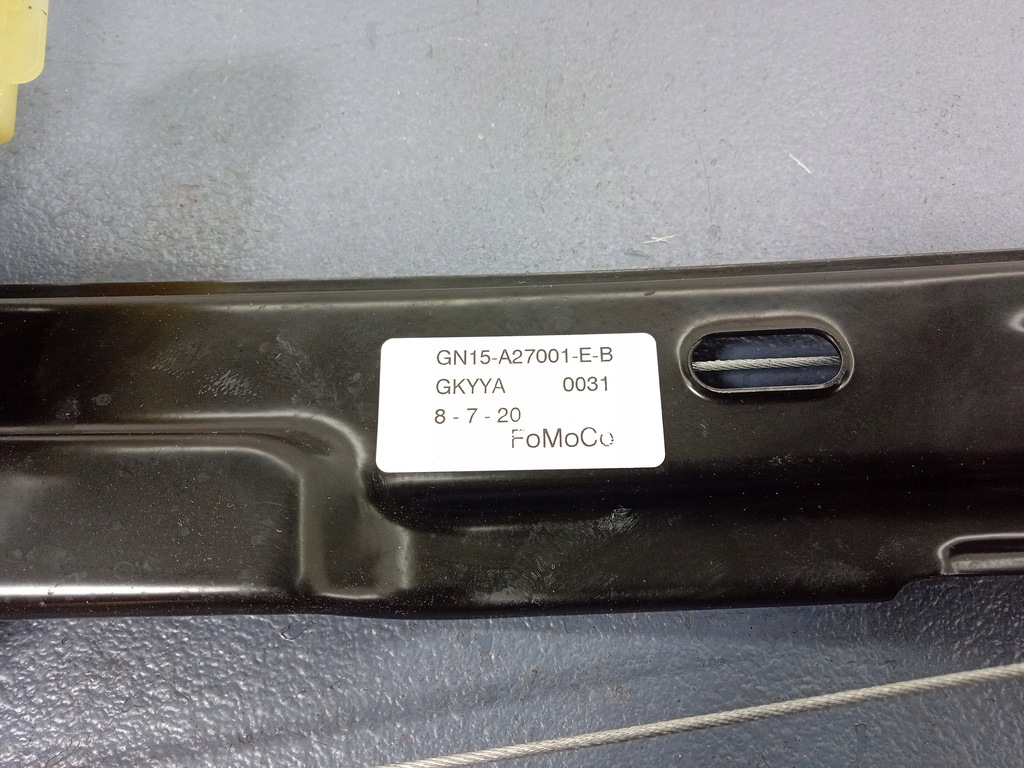 GN15-A27001-E-B
GKYYA 0031
8 - 7 - 20
FoMoCo